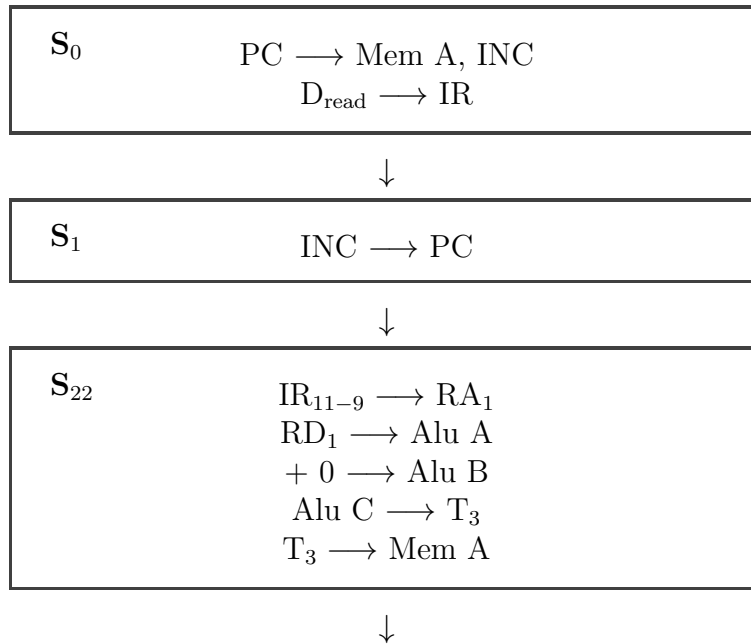 S₀
PC ⟶ Mem A, INC
D_read ⟶ IR
↓
S₁
INC ⟶ PC
↓
S₂₂
IR₁₁₋₉ ⟶ RA₁
RD₁ ⟶ Alu A
+ 0 ⟶ Alu B
Alu C ⟶ T₃
T₃ ⟶ Mem A
↓